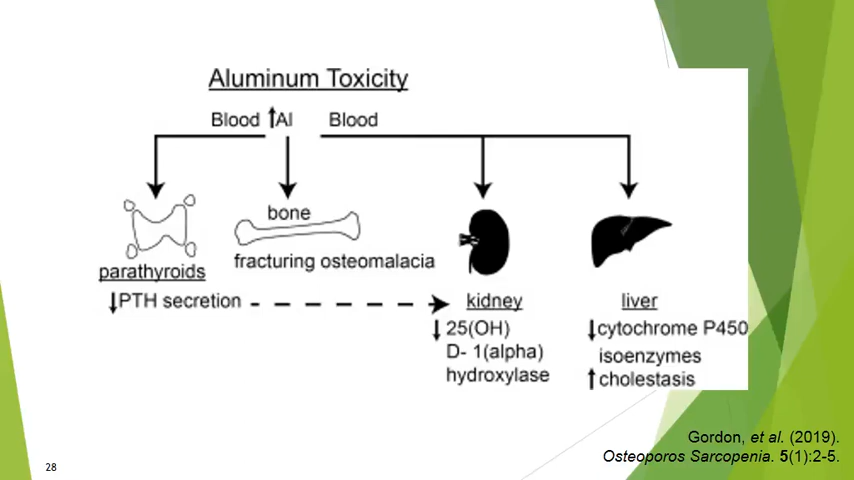 Aluminum Toxicity
Blood ↑Al Blood
bone
fracturing osteomalacia
parathyroids
↓PTH secretion
kidney
↓ 25(OH)
D- 1(alpha)
hydroxylase
liver
↓cytochrome P450
isoenzymes
↑cholestasis
Gordon, et al. (2019).
Osteoporos Sarcopenia. 5(1):2-5.
28